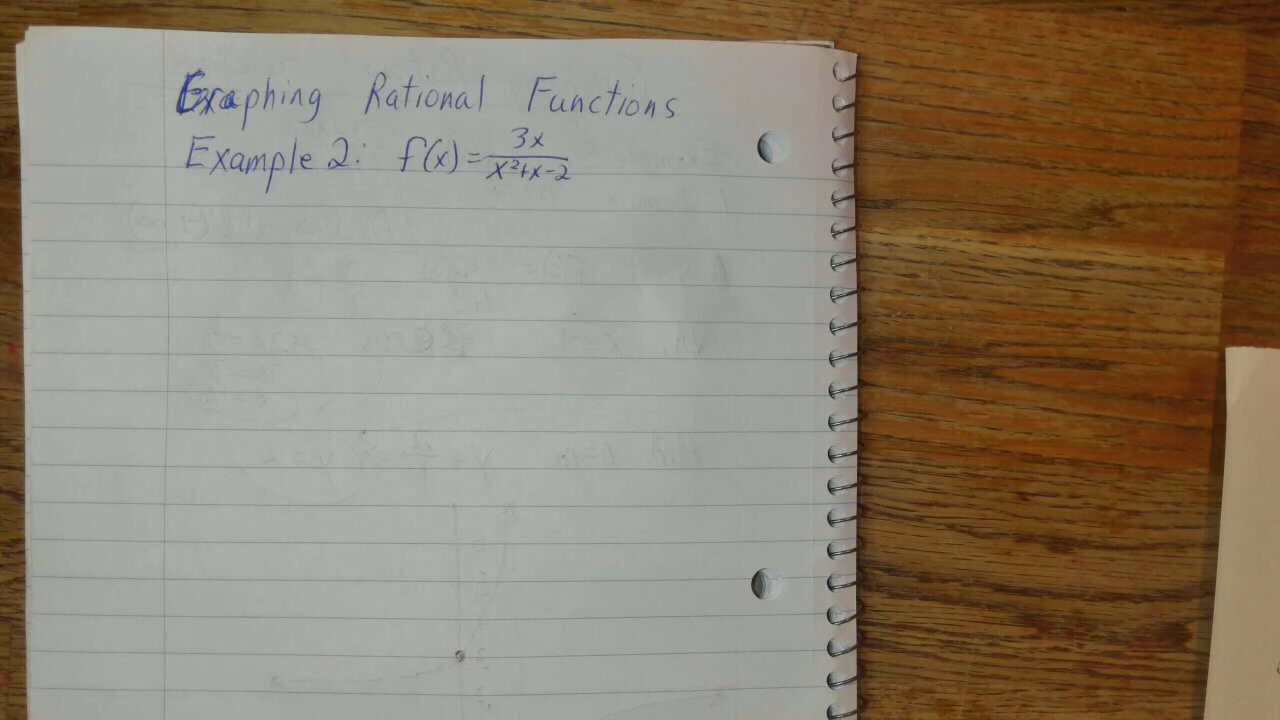 Graphing Rational Functions
Example 2: f(x) = 3x / x²+x-2